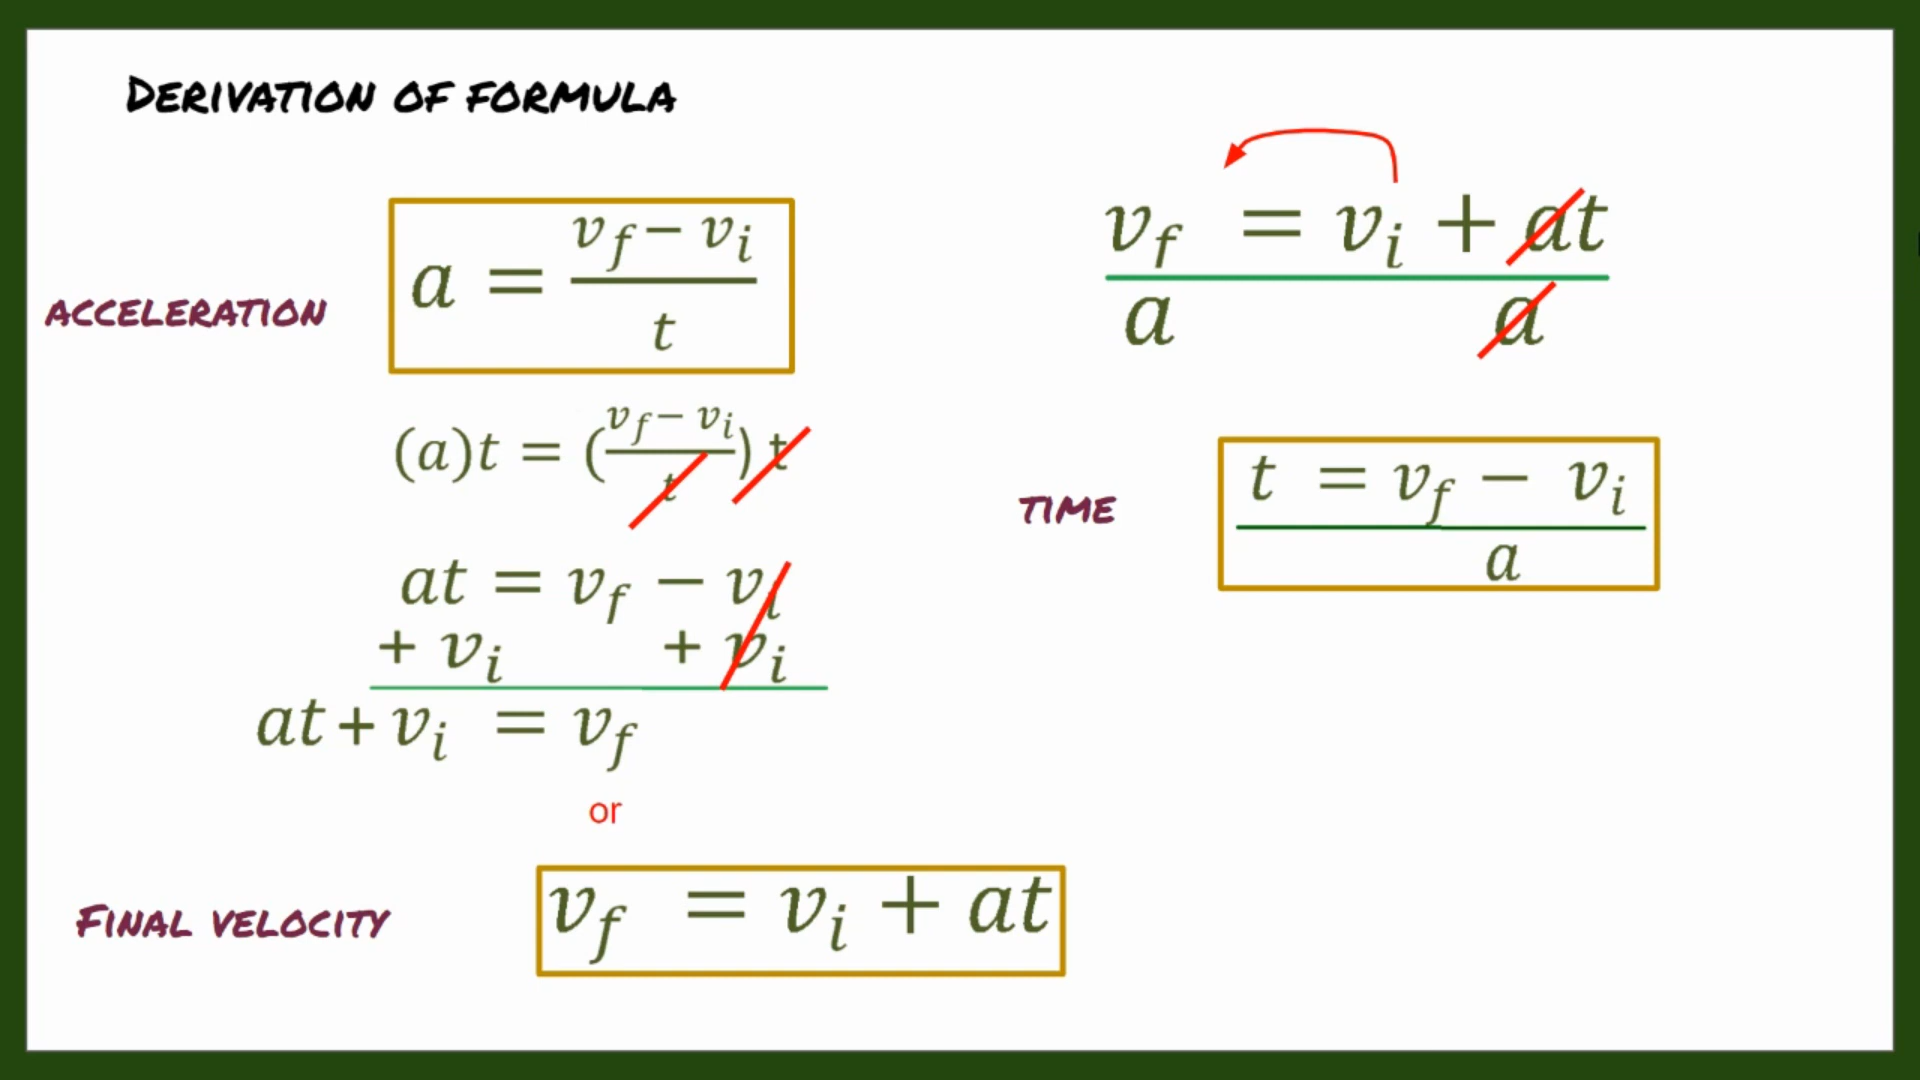 DERIVATION OF FORMULA
ACCELERATION
a = v_f − v_i / t
(a)t = (v_f − v_i / t) t
at = v_f − v_i
+ v_i + v_i
at + v_i = v_f
or
FINAL VELOCITY
v_f = v_i + at
v_f = v_i + at
a a
TIME
t = v_f − v_i
a